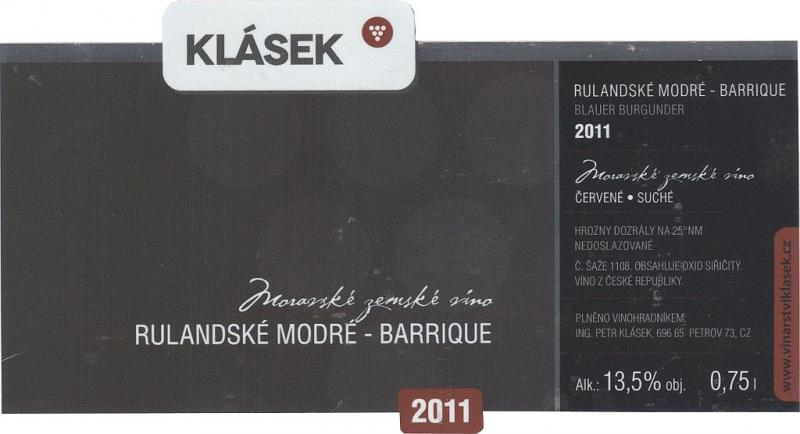 KLÁSEK
Moravské zemské víno
RULANDSKÉ MODRÉ - BARRIQUE
2011
RULANDSKÉ MODRÉ - BARRIQUE
BLAUER BURGUNDER
2011
Moravské zemské víno
ČERVENÉ • SUCHÉ
HROZNY DOZRÁLY NA 25°NM
NEDOSLAZOVANÉ
Č. ŠAŽE 1108. OBSAHUJE OXID SIŘIČITÝ.
VÍNO Z ČESKÉ REPUBLIKY.
PLNĚNO VINOHRADNÍKEM:
ING. PETR KLÁSEK, 696 65 PETROV 73, CZ
Alk.: 13,5% obj. 0,75 l
www.vinarstviklasek.cz